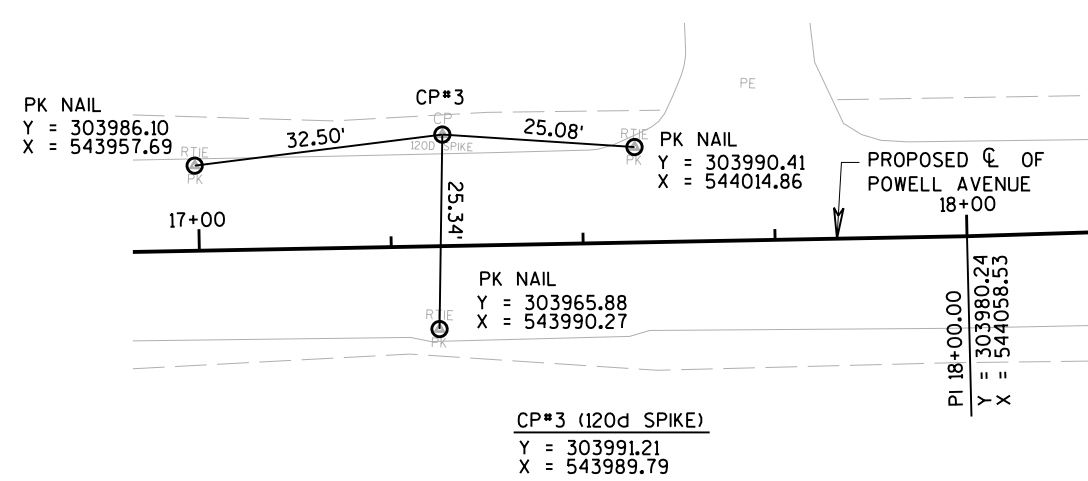 PK NAIL
Y = 303986.10
X = 543957.69
RTIE
PK
32.50'
CP#3
CP
120D SPIKE
25.08'
RTIE
PK
PK NAIL
Y = 303990.41
X = 544014.86
PE
PROPOSED ℄ OF
POWELL AVENUE
17+00
18+00
25.34'
PK NAIL
Y = 303965.88
X = 543990.27
RTIE
PK
PI 18+00.00
Y = 303980.24
X = 544058.53
CP#3 (120d SPIKE)
Y = 303991.21
X = 543989.79